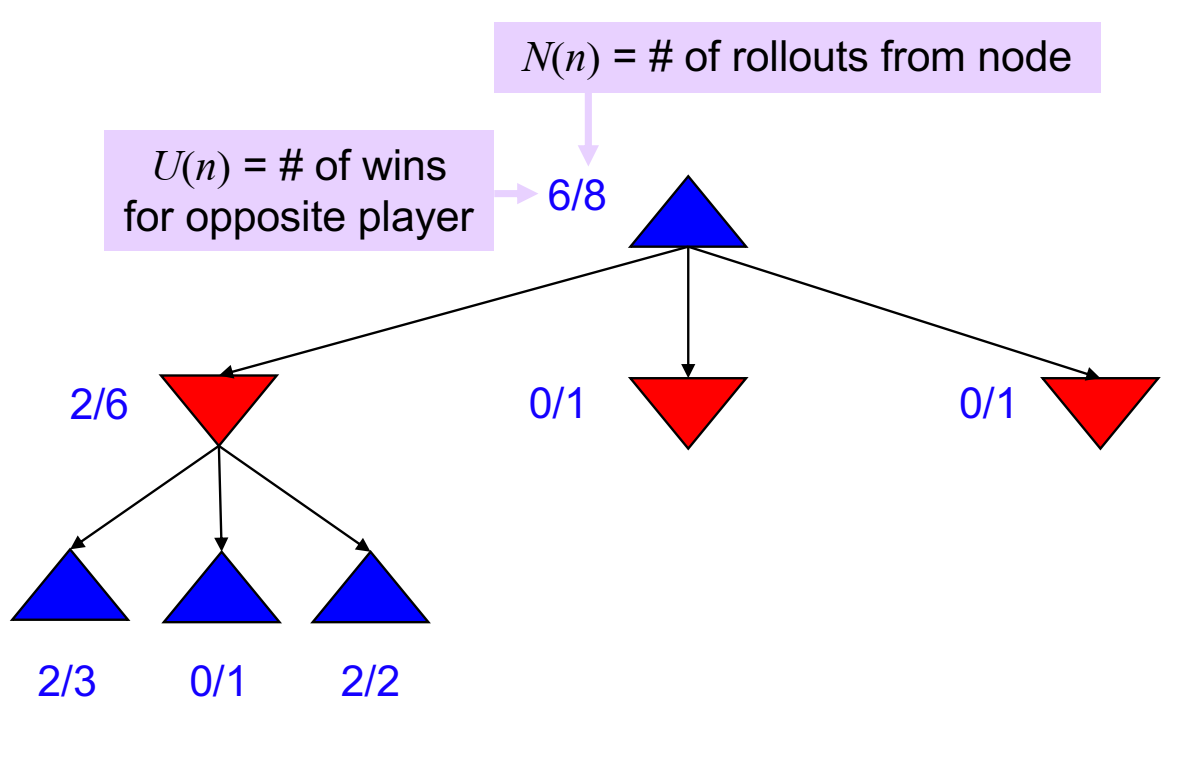 N(n) = # of rollouts from node
U(n) = # of wins
for opposite player
6/8
2/6
0/1
0/1
2/3
0/1
2/2